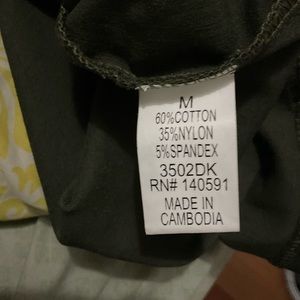 M
60%COTTON
35%NYLON
5%SPANDEX
3502DK
RN# 140591
MADE IN
CAMBODIA